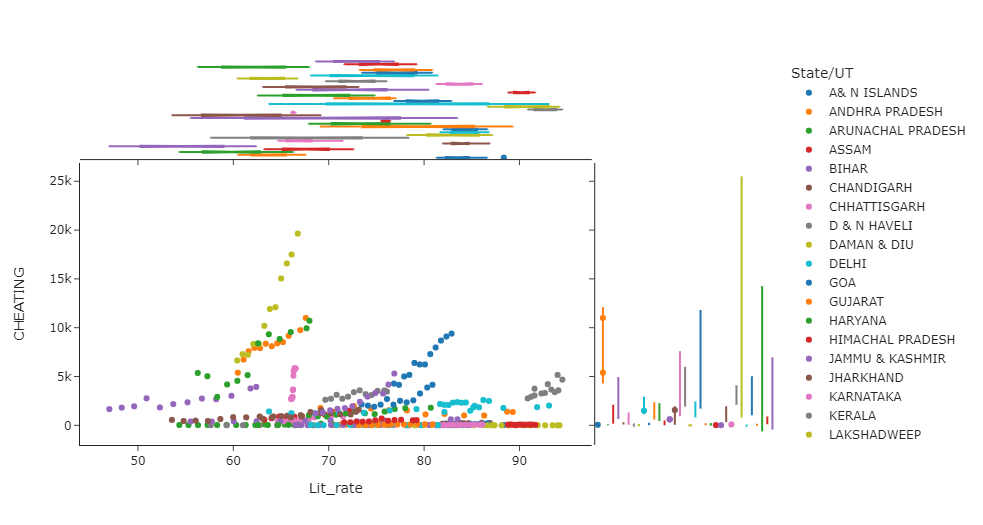 State/UT
A& N ISLANDS
ANDHRA PRADESH
ARUNACHAL PRADESH
ASSAM
BIHAR
CHANDIGARH
CHHATTISGARH
D & N HAVELI
DAMAN & DIU
DELHI
GOA
GUJARAT
HARYANA
HIMACHAL PRADESH
JAMMU & KASHMIR
JHARKHAND
KARNATAKA
KERALA
LAKSHADWEEP
25k
20k
15k
10k
5k
0
CHEATING
50 60 70 80 90
Lit_rate